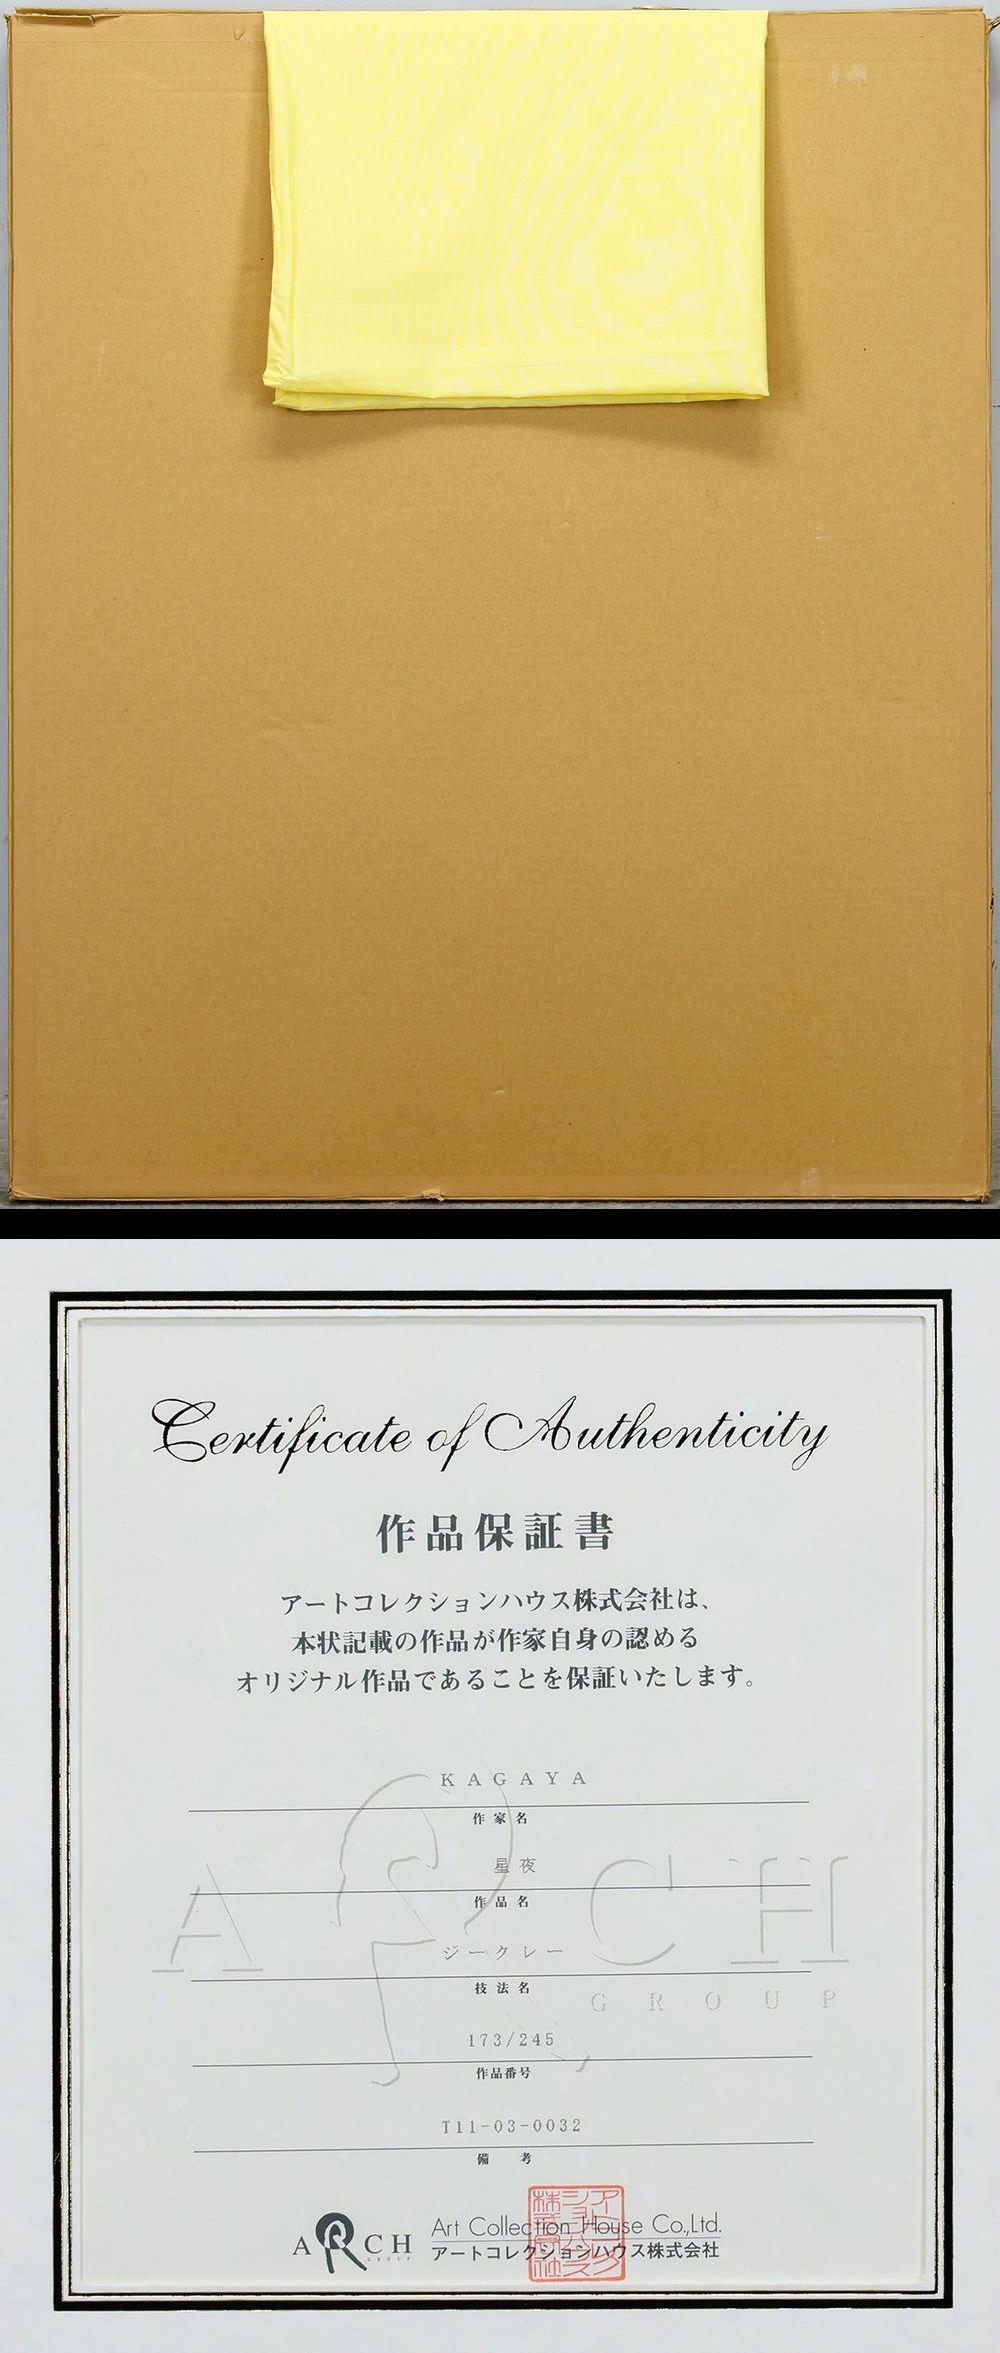 Certificate of Authenticity
作品保証書
アートコレクションハウス株式会社は、
本状記載の作品が作家自身の認める
オリジナル作品であることを保証いたします。
KAGAYA
作家名
星夜
作品名
ジークレー
技法名
ARCH
GROUP
173/245
作品番号
T11-03-0032
備考
ARCH
GROUP
Art Collection House Co.,Ltd.
アートコレクションハウス株式会社